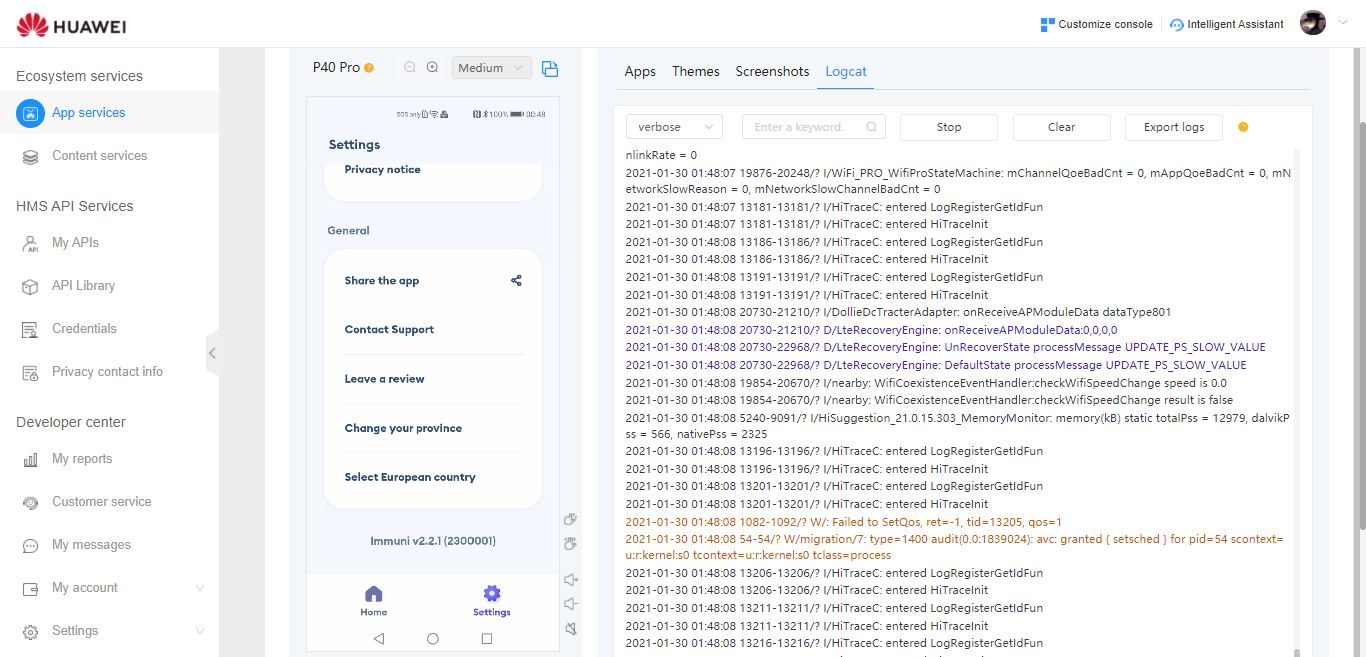 HUAWEI
Customize console
Intelligent Assistant
Ecosystem services
App services
Content services
HMS API Services
My APIs
API Library
Credentials
Privacy contact info
Developer center
My reports
Customer service
My messages
My account
Settings
P40 Pro
Medium
SOS only
100%
00:48
Settings
Privacy notice
General
Share the app
Contact Support
Leave a review
Change your province
Select European country
Immuni v2.2.1 (2300001)
Home
Settings
Apps
Themes
Screenshots
Logcat
verbose
Enter a keyword.
Stop
Clear
Export logs
nlinkRate = 0
2021-01-30 01:48:07 19876-20248/? I/WiFi_PRO_WifiProStateMachine: mChannelQoeBadCnt = 0, mAppQoeBadCnt = 0, mN
etworkSlowReason = 0, mNetworkSlowChannelBadCnt = 0
2021-01-30 01:48:07 13181-13181/? I/HiTraceC: entered LogRegisterGetIdFun
2021-01-30 01:48:07 13181-13181/? I/HiTraceC: entered HiTraceInit
2021-01-30 01:48:08 13186-13186/? I/HiTraceC: entered LogRegisterGetIdFun
2021-01-30 01:48:08 13186-13186/? I/HiTraceC: entered HiTraceInit
2021-01-30 01:48:08 13191-13191/? I/HiTraceC: entered LogRegisterGetIdFun
2021-01-30 01:48:08 13191-13191/? I/HiTraceC: entered HiTraceInit
2021-01-30 01:48:08 20730-21210/? I/DollieDcTracterAdapter: onReceiveAPModuleData dataType801
2021-01-30 01:48:08 20730-21210/? D/LteRecoveryEngine: onReceiveAPModuleData:0,0,0,0
2021-01-30 01:48:08 20730-22968/? D/LteRecoveryEngine: UnRecoverState processMessage UPDATE_PS_SLOW_VALUE
2021-01-30 01:48:08 20730-22968/? D/LteRecoveryEngine: DefaultState processMessage UPDATE_PS_SLOW_VALUE
2021-01-30 01:48:08 19854-20670/? I/nearby: WifiCoexistenceEventHandler:checkWifiSpeedChange speed is 0.0
2021-01-30 01:48:08 19854-20670/? I/nearby: WifiCoexistenceEventHandler:checkWifiSpeedChange result is false
2021-01-30 01:48:08 5240-9091/? I/HiSuggestion_21.0.15.303_MemoryMonitor: memory(kB) static totalPss = 12979, dalvikP
ss = 566, nativePss = 2325
2021-01-30 01:48:08 13196-13196/? I/HiTraceC: entered LogRegisterGetIdFun
2021-01-30 01:48:08 13196-13196/? I/HiTraceC: entered HiTraceInit
2021-01-30 01:48:08 13201-13201/? I/HiTraceC: entered LogRegisterGetIdFun
2021-01-30 01:48:08 13201-13201/? I/HiTraceC: entered HiTraceInit
2021-01-30 01:48:08 1082-1092/? W/: Failed to SetQos, ret=-1, tid=13205, qos=1
2021-01-30 01:48:08 54-54/? W/migration/7: type=1400 audit(0.0:1839024): avc: granted { setsched } for pid=54 scontext=
u:r:kernel:s0 tcontext=u:r:kernel:s0 tclass=process
2021-01-30 01:48:08 13206-13206/? I/HiTraceC: entered LogRegisterGetIdFun
2021-01-30 01:48:08 13206-13206/? I/HiTraceC: entered HiTraceInit
2021-01-30 01:48:08 13211-13211/? I/HiTraceC: entered LogRegisterGetIdFun
2021-01-30 01:48:08 13211-13211/? I/HiTraceC: entered HiTraceInit
2021-01-30 01:48:08 13216-13216/? I/HiTraceC: entered LogRegisterGetIdFun